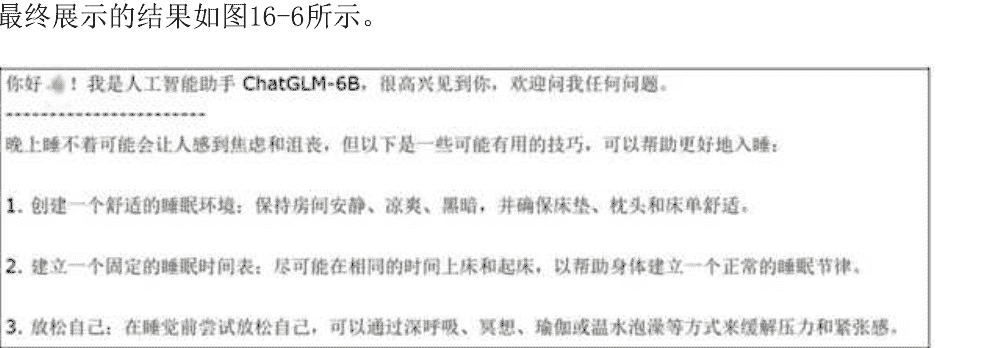 最终展示的结果如图16-6所示。
你好 ！我是人工智能助手 ChatGLM-6B，很高兴见到你，欢迎问我任何问题。
-----------------------
晚上睡不着可能会让人感到焦虑和沮丧，但以下是一些可能有用的技巧，可以帮助更好地入睡：
1. 创建一个舒适的睡眠环境：保持房间安静、凉爽、黑暗，并确保床垫、枕头和床单舒适。
2. 建立一个固定的睡眠时间表：尽可能在相同的时间上床和起床，以帮助身体建立一个正常的睡眠节律。
3. 放松自己：在睡觉前尝试放松自己，可以通过深呼吸、冥想、瑜伽或温水泡澡等方式来缓解压力和紧张感。